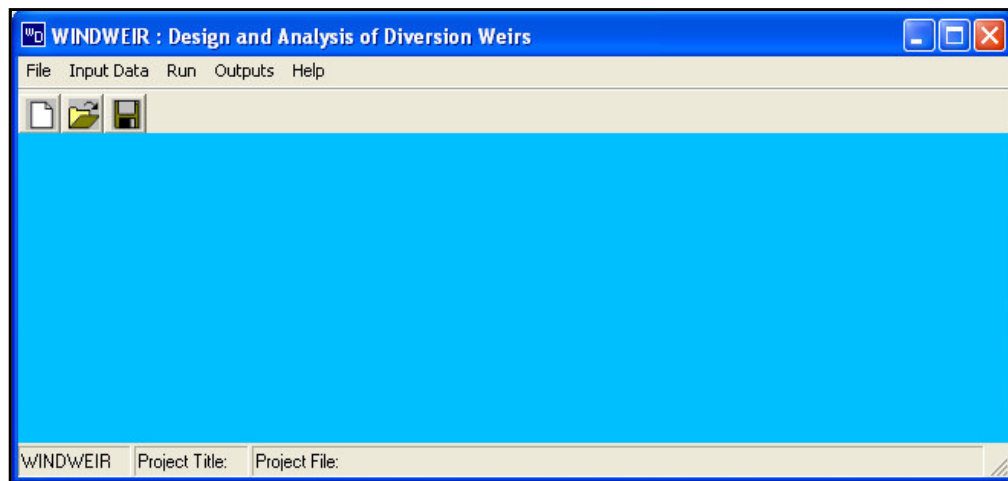 WD WINDWEIR : Design and Analysis of Diversion Weirs
File Input Data Run Outputs Help
WINDWEIR Project Title: Project File: